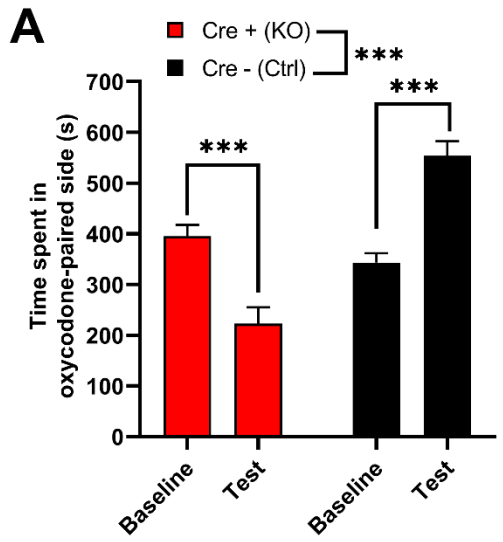 A
Cre + (KO)
Cre - (Ctrl)
***
***
***
Time spent in
oxycodone-paired side (s)
700
600
500
400
300
200
100
0
Baseline
Test
Baseline
Test